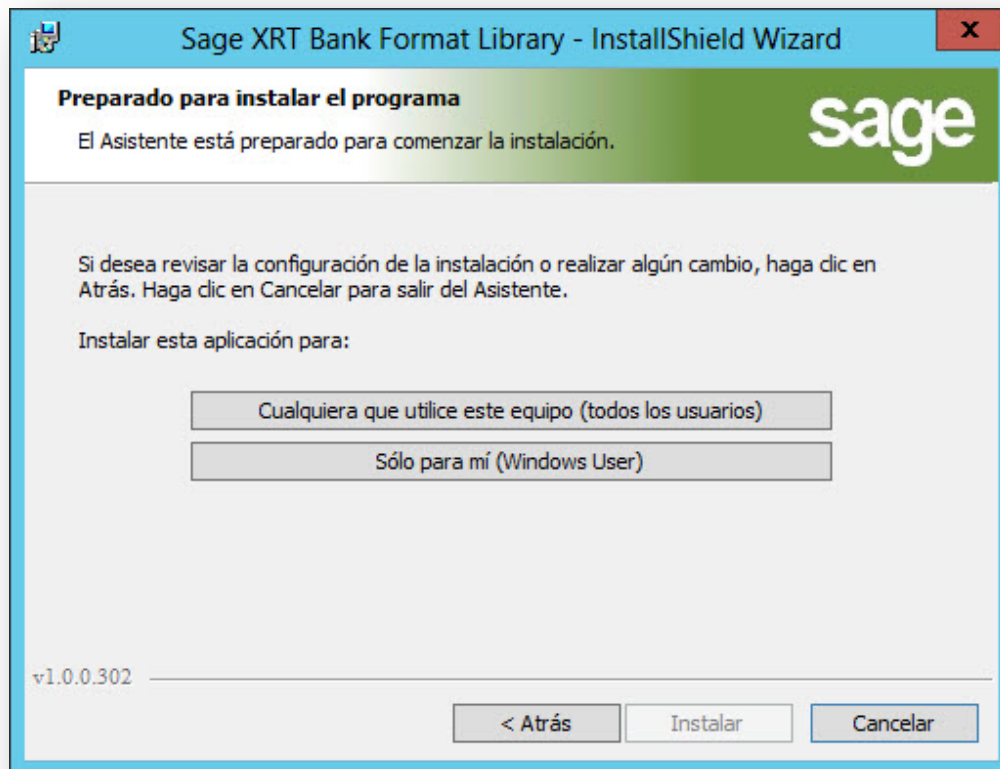 Sage XRT Bank Format Library - InstallShield Wizard
x
Preparado para instalar el programa
El Asistente está preparado para comenzar la instalación.
sage
Si desea revisar la configuración de la instalación o realizar algún cambio, haga clic en
Atrás. Haga clic en Cancelar para salir del Asistente.
Instalar esta aplicación para:
Cualquiera que utilice este equipo (todos los usuarios)
Sólo para mí (Windows User)
v1.0.0.302
< Atrás
Instalar
Cancelar